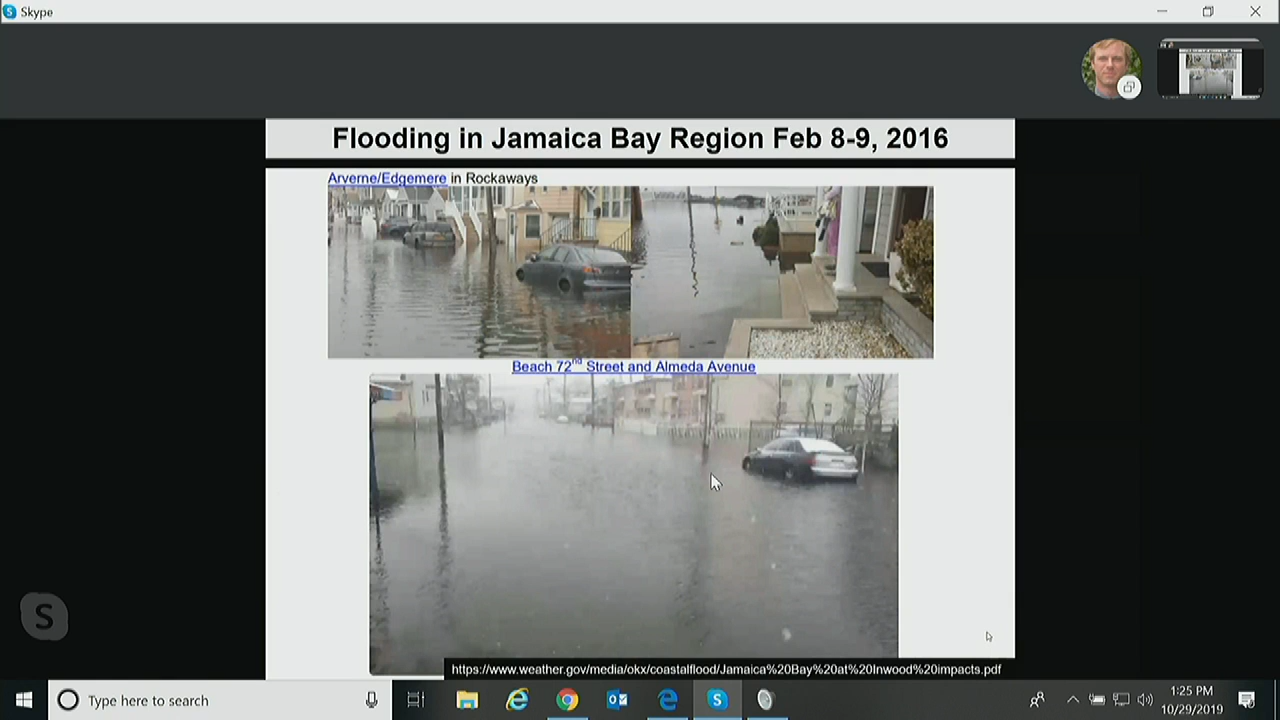 Skype
Flooding in Jamaica Bay Region Feb 8-9, 2016
Arverne/Edgemere in Rockaways
Beach 72nd Street and Almeda Avenue
S
https://www.weather.gov/media/okx/coastalflood/Jamaica%20Bay%20at%20Inwood%20impacts.pdf
Type here to search
1:25 PM
10/29/2019